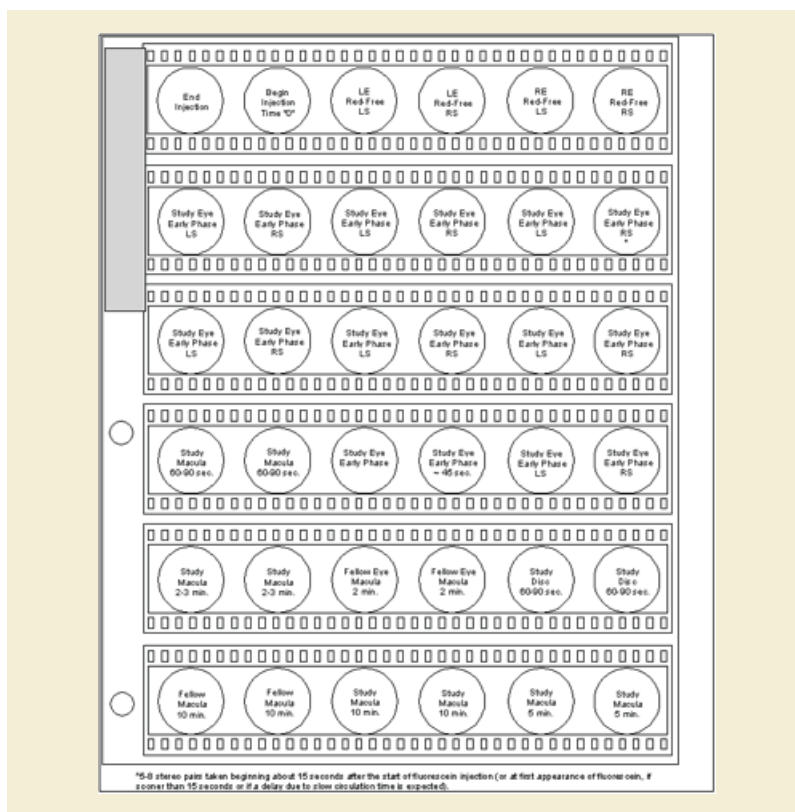 End
Injection
Begin
Injection
Time "0"
LE
Red-Free
LS
LE
Red-Free
RS
RE
Red-Free
LS
RE
Red-Free
RS
Study Eye
Early Phase
LS
Study Eye
Early Phase
RS
Study Eye
Early Phase
LS
Study Eye
Early Phase
RS
Study Eye
Early Phase
LS
Study Eye
Early Phase
RS
*
Study Eye
Early Phase
LS
Study Eye
Early Phase
RS
Study Eye
Early Phase
LS
Study Eye
Early Phase
RS
Study Eye
Early Phase
LS
Study Eye
Early Phase
RS
Study
Macula
60-90 sec.
Study
Macula
60-90 sec.
Study Eye
Early Phase
Study Eye
Early Phase
~ 45 sec.
Study Eye
Early Phase
LS
Study Eye
Early Phase
RS
Study
Macula
2-3 min.
Study
Macula
2-3 min.
Fellow Eye
Macula
2 min.
Fellow Eye
Macula
2 min.
Study
Disc
60-90 sec.
Study
Disc
60-90 sec.
Fellow
Macula
10 min.
Fellow
Macula
10 min.
Study
Macula
10 min.
Study
Macula
10 min.
Study
Macula
5 min.
Study
Macula
5 min.
*5-8 stereo pairs taken beginning about 15 seconds after the start of fluorescein injection (or at first appearance of fluorescein, if
sooner than 15 seconds or if a delay due to slow circulation time is expected).